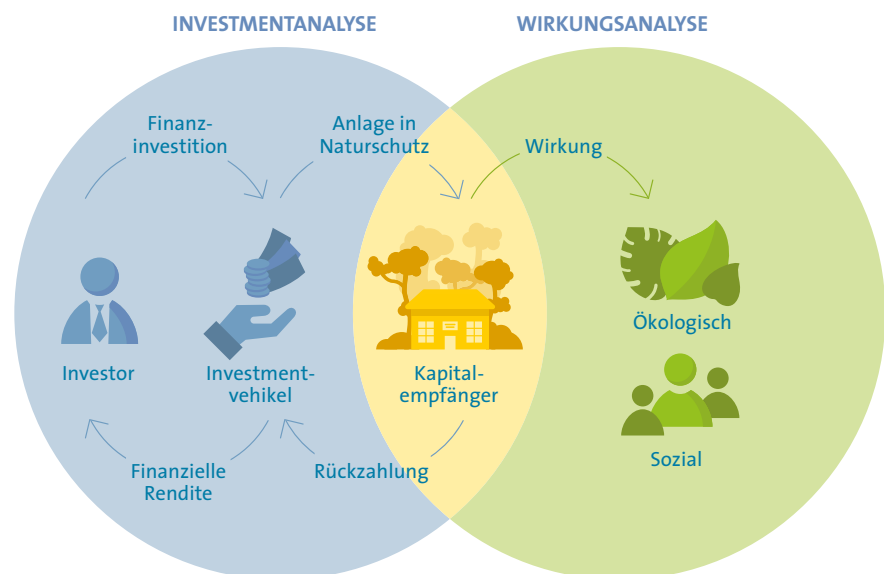 INVESTMENTANALYSE
WIRKUNGSANALYSE
Finanz-
investition
Anlage in
Naturschutz
Wirkung
Investor
Investment-
vehikel
Kapital-
empfänger
Ökologisch
Sozial
Finanzielle
Rendite
Rückzahlung